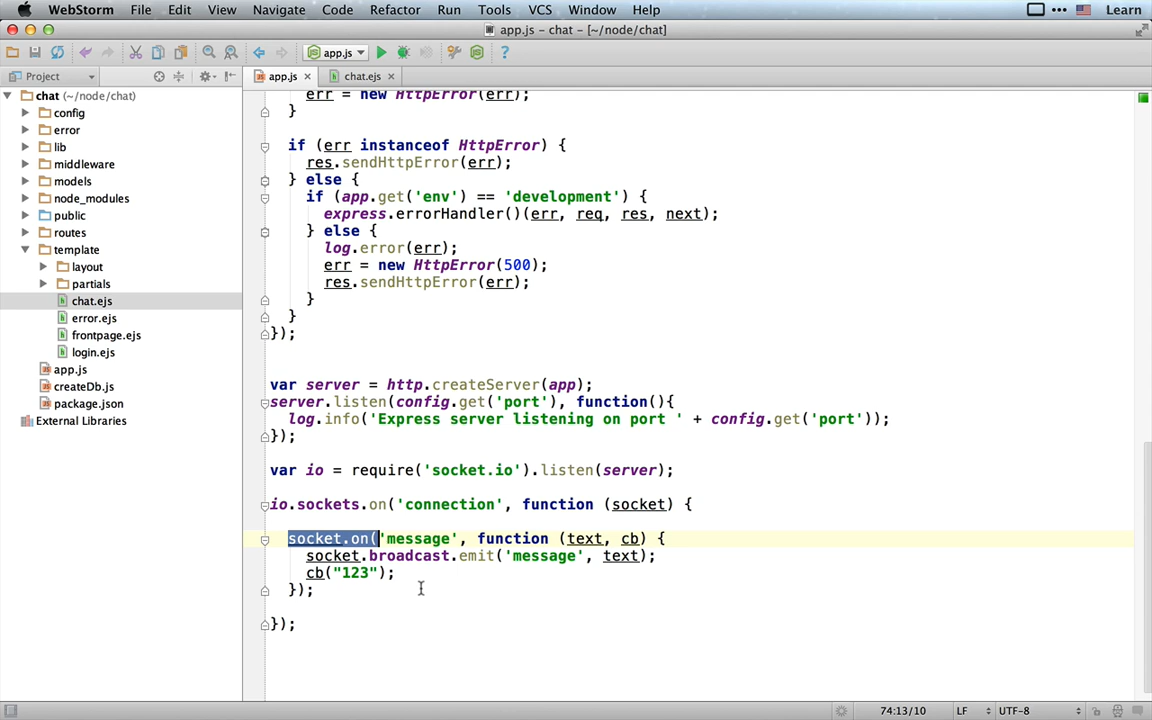 WebStorm File Edit View Navigate Code Refactor Run Tools VCS Window Help Learn
app.js – chat – [~/node/chat]
app.js
Project
app.js chat.ejs
chat (~/node/chat)
config
error
lib
middleware
models
node_modules
public
routes
template
layout
partials
chat.ejs
error.ejs
frontpage.ejs
login.ejs
app.js
createDb.js
package.json
External Libraries
err = new HttpError(err);
}
if (err instanceof HttpError) {
res.sendHttpError(err);
} else {
if (app.get('env') == 'development') {
express.errorHandler()(err, req, res, next);
} else {
log.error(err);
err = new HttpError(500);
res.sendHttpError(err);
}
}
});
var server = http.createServer(app);
server.listen(config.get('port'), function(){
log.info('Express server listening on port ' + config.get('port'));
});
var io = require('socket.io').listen(server);
io.sockets.on('connection', function (socket) {
socket.on('message', function (text, cb) {
socket.broadcast.emit('message', text);
cb("123");
});
});
74:13/10 LF UTF-8